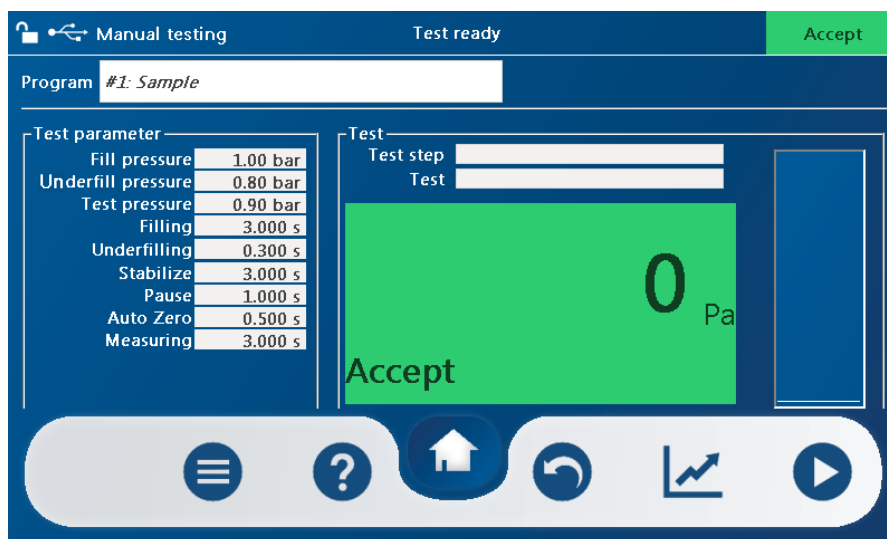 Manual testing Test ready Accept
Program #1: Sample
Test parameter
Fill pressure 1.00 bar
Underfill pressure 0.80 bar
Test pressure 0.90 bar
Filling 3.000 s
Underfilling 0.300 s
Stabilize 3.000 s
Pause 1.000 s
Auto Zero 0.500 s
Measuring 3.000 s
Test
Test step
Test
0 Pa
Accept
?